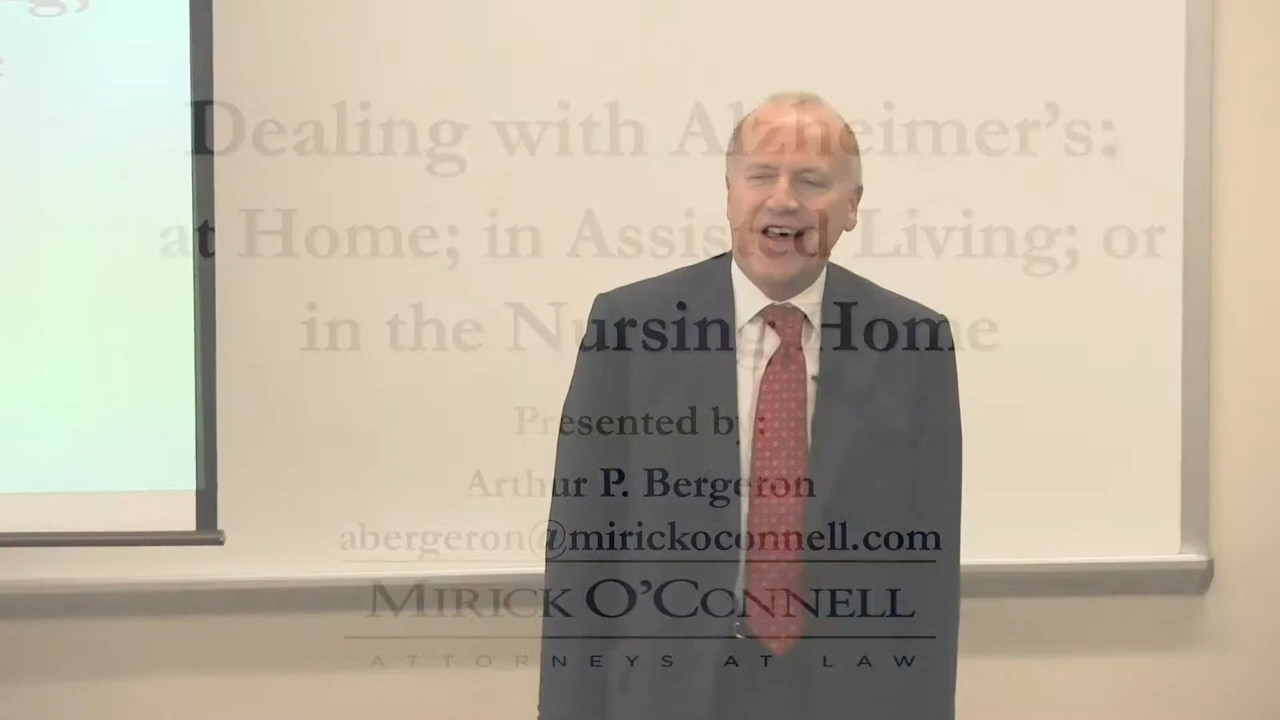 Dealing with Alzheimer's:
at Home; in Assisted Living; or
in the Nursing Home
Presented by:
Arthur P. Bergeron
abergeron@mirickoconnell.com
MIRICK O'CONNELL
ATTORNEYS AT LAW